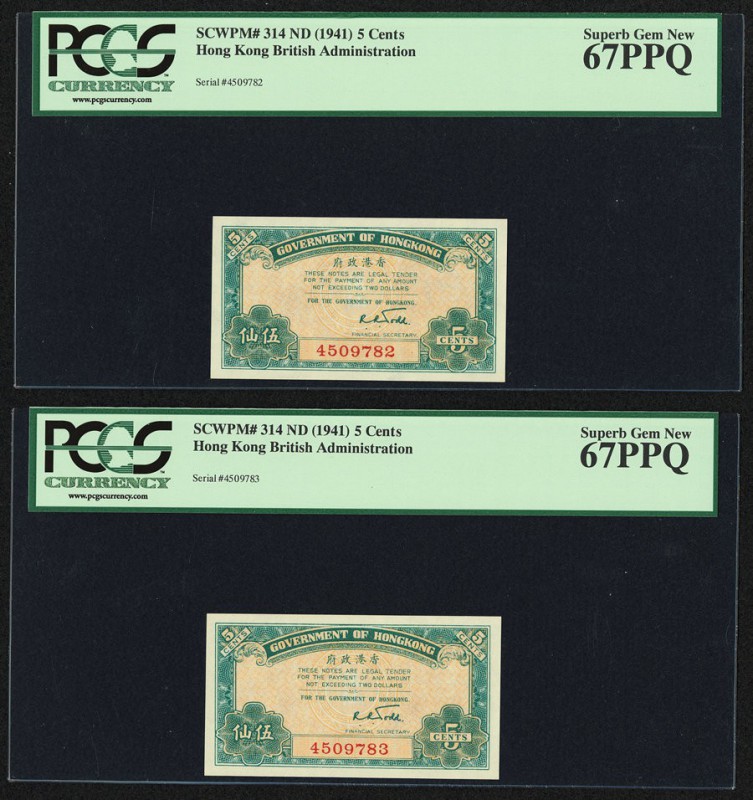 PCGS
CURRENCY
www.pcgscurrency.com
SCWPM# 314 ND (1941) 5 Cents
Hong Kong British Administration
Serial #4509782
Superb Gem New
67PPQ
5 CENTS
GOVERNMENT OF HONGKONG
5 CENTS
府政港香
THESE NOTES ARE LEGAL TENDER
FOR THE PAYMENT OF ANY AMOUNT
NOT EXCEEDING TWO DOLLARS
FOR THE GOVERNMENT OF HONGKONG.
R R Todd
FINANCIAL SECRETARY.
仙伍
4509782
5
CENTS
PCGS
CURRENCY
www.pcgscurrency.com
SCWPM# 314 ND (1941) 5 Cents
Hong Kong British Administration
Serial #4509783
Superb Gem New
67PPQ
5 CENTS
GOVERNMENT OF HONGKONG
5 CENTS
府政港香
THESE NOTES ARE LEGAL TENDER
FOR THE PAYMENT OF ANY AMOUNT
NOT EXCEEDING TWO DOLLARS
FOR THE GOVERNMENT OF HONGKONG.
R R Todd
FINANCIAL SECRETARY.
仙伍
4509783
5
CENTS